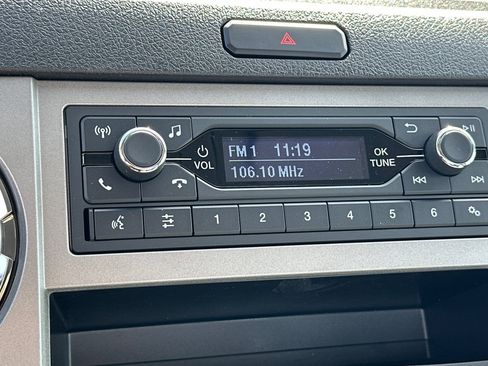 FM 1 11:19
106.10 MHz
VOL
OK
TUNE
1 2 3 4 5 6